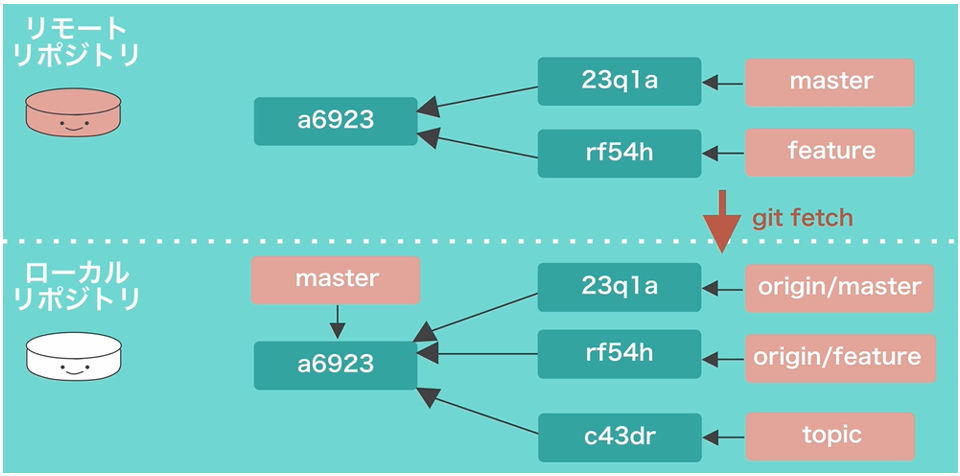 リモート
リポジトリ
23q1a
master
a6923
rf54h
feature
git fetch
ローカル
リポジトリ
master
23q1a
origin/master
a6923
rf54h
origin/feature
c43dr
topic